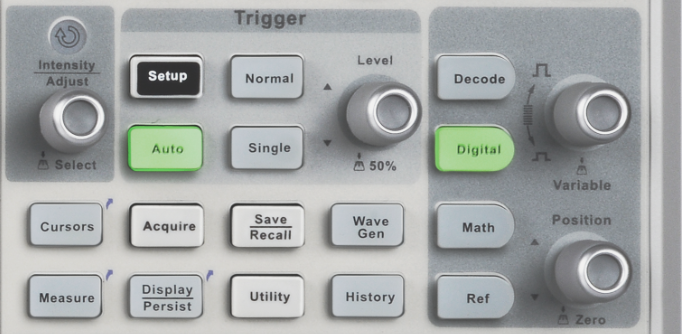 Trigger
Intensity
Adjust
Select
Setup
Normal
Level
Auto
Single
50%
Decode
Digital
Variable
Cursors
Acquire
Save
Recall
Wave
Gen
Math
Position
Measure
Display
Persist
Utility
History
Ref
Zero